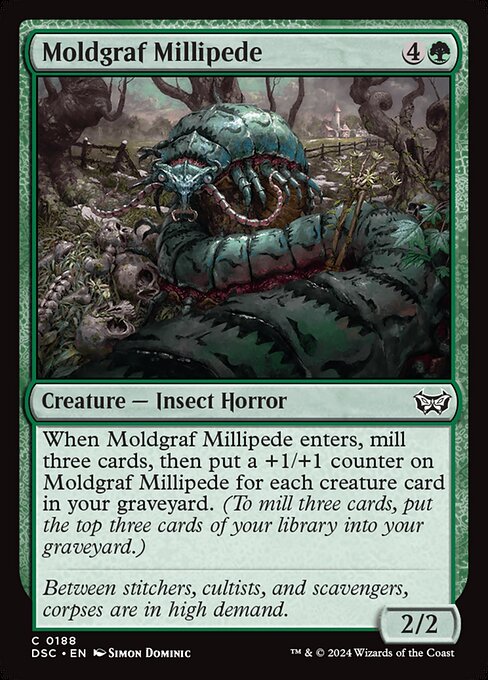 Moldgraf Millipede 4
Creature — Insect Horror
When Moldgraf Millipede enters, mill
three cards, then put a +1/+1 counter on
Moldgraf Millipede for each creature card
in your graveyard. (To mill three cards, put
the top three cards of your library into your
graveyard.)
Between stitchers, cultists, and scavengers,
corpses are in high demand.
2/2
C 0188
DSC • EN Simon Dominic
™ & © 2024 Wizards of the Coast